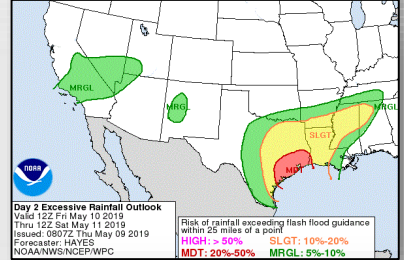 MRGL
MRGL
MRGL
SLGT
MDT
NOAA
Day 2 Excessive Rainfall Outlook
Valid 12Z Fri May 10 2019
Thru 12Z Sat May 11 2019
Issued: 0807Z Thu May 09 2019
Forecaster: HAYES
NOAA/NWS/NCEP/WPC
Risk of rainfall exceeding flash flood guidance
within 25 miles of a point
HIGH: > 50% SLGT: 10%-20%
MDT: 20%-50% MRGL: 5%-10%